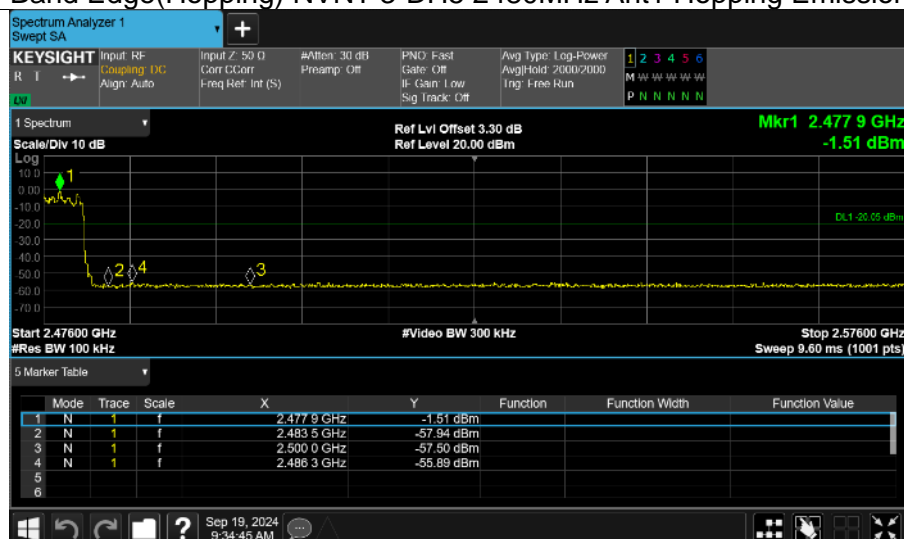 Spectrum Analyzer 1
Swept SA
+
KEYSIGHT Input: RF Input Z: 50 Ω #Atten: 30 dB PNO: Fast Avg Type: Log-Power 1 2 3 4 5 6
R T Coupling: DC Corr CCorr Preamp: Off Gate: Off Avg|Hold: 2000/2000 M W W W W W
Align: Auto Freq Ref: Int (S) IF Gain: Low Trig: Free Run
LXI Sig Track: Off P N N N N N
1 Spectrum Ref Lvl Offset 3.30 dB Mkr1 2.477 9 GHz
Scale/Div 10 dB Ref Level 20.00 dBm -1.51 dBm
Log
10.0
0.00
-10.0
-20.0
-30.0
-40.0
-50.0
-60.0
-70.0
1
2
4
3
DL1 -20.05 dBm
Start 2.47600 GHz #Video BW 300 kHz Stop 2.57600 GHz
#Res BW 100 kHz Sweep 9.60 ms (1001 pts)
5 Marker Table
Mode Trace Scale X Y Function Function Width Function Value
1 N 1 f 2.477 9 GHz -1.51 dBm
2 N 1 f 2.483 5 GHz -57.94 dBm
3 N 1 f 2.500 0 GHz -57.50 dBm
4 N 1 f 2.486 3 GHz -55.89 dBm
5
6
? Sep 19, 2024
9:34:45 AM